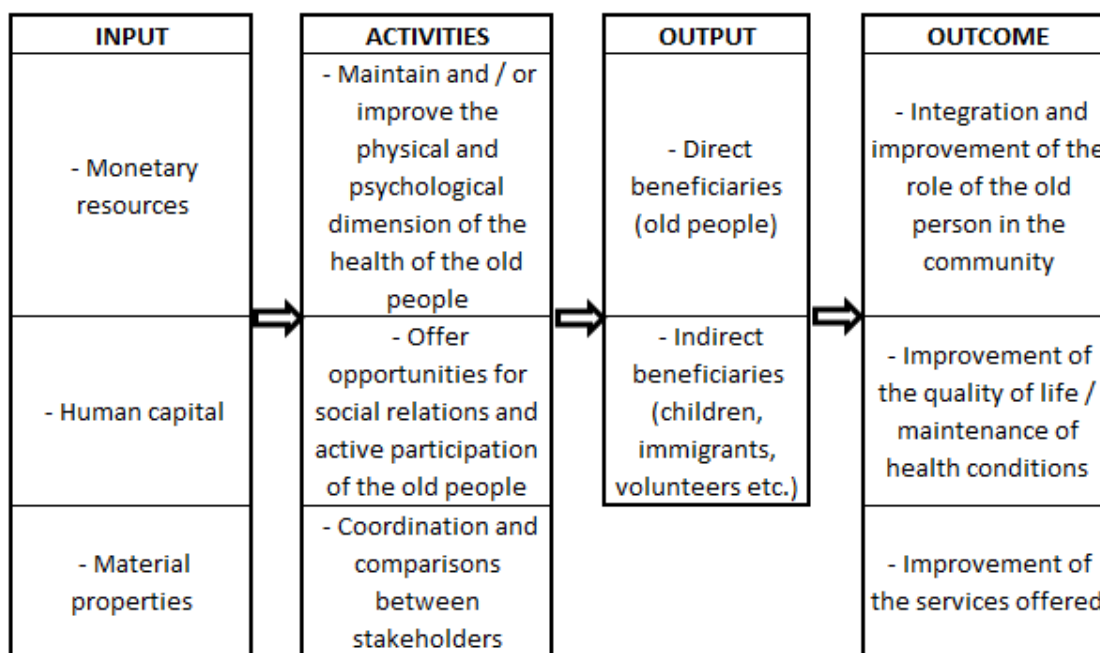 INPUT
- Monetary
resources
- Human capital
- Material
properties
ACTIVITIES
- Maintain and / or
improve the
physical and
psychological
dimension of the
health of the old
people
- Offer
opportunities for
social relations and
active participation
of the old people
- Coordination and
comparisons
between
stakeholders
OUTPUT
- Direct
beneficiaries
(old people)
- Indirect
beneficiaries
(children,
immigrants,
volunteers etc.)
OUTCOME
- Integration and
improvement of the
role of the old
person in the
community
- Improvement of
the quality of life /
maintenance of
health conditions
- Improvement of
the services offered